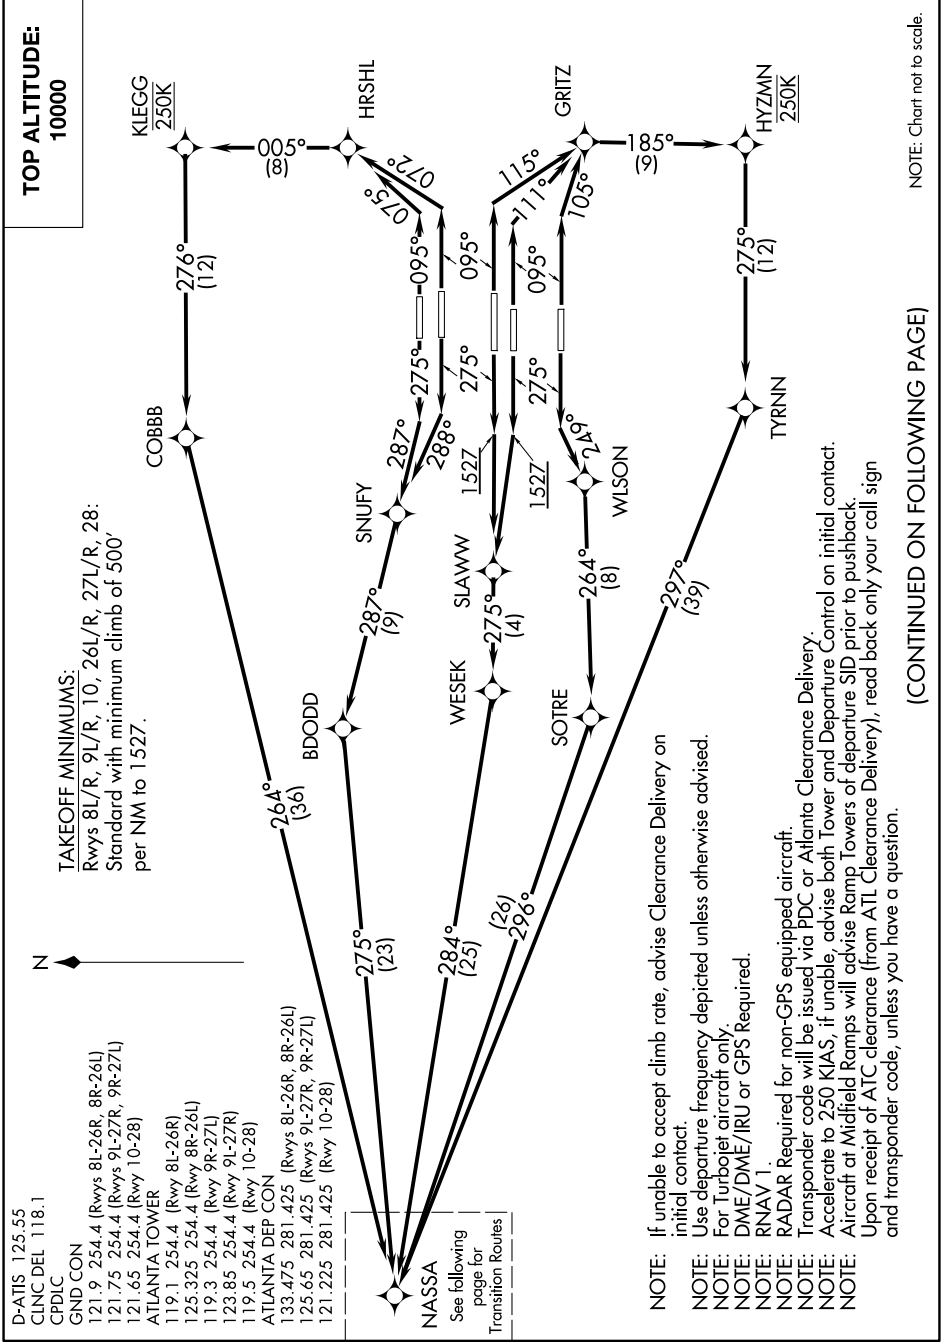 D-ATIS 125.55
CLNC DEL 118.1
CPDLC
GND CON
121.9 254.4 (Rwys 8L-26R, 8R-26L)
121.75 254.4 (Rwys 9L-27R, 9R-27L)
121.65 254.4 (Rwy 10-28)
ATLANTA TOWER
119.1 254.4 (Rwy 8L-26R)
125.325 254.4 (Rwy 8R-26L)
119.3 254.4 (Rwy 9R-27L)
123.85 254.4 (Rwy 9L-27R)
119.5 254.4 (Rwy 10-28)
ATLANTA DEP CON
133.475 281.425 (Rwys 8L-26R, 8R-26L)
125.65 281.425 (Rwys 9L-27R, 9R-27L)
121.225 281.425 (Rwy 10-28)
N
TAKEOFF MINIMUMS:
Rwys 8L/R, 9L/R, 10, 26L/R, 27L/R, 28:
Standard with minimum climb of 500'
per NM to 1527.
TOP ALTITUDE:
10000
KLEGG
250K
276°
(12)
COBBB
264°
(36)
005°
(8)
HRSHL
072°
075°
095°
095°
275°
275°
287°
288°
SNUFY
287°
(9)
BDODD
275°
(23)
GRITZ
115°
111°
105°
095°
275°
1527
1527
SLAWW
275°
(4)
WESEK
284°
(25)
249°
WLSON
264°
(8)
SOTRE
(26)
296°
185°
(9)
HYZMN
250K
275°
(12)
TYRNN
297°
(39)
NASSA
See following
page for
Transition Routes
NOTE: If unable to accept climb rate, advise Clearance Delivery on
initial contact.
NOTE: Use departure frequency depicted unless otherwise advised.
NOTE: For Turbojet aircraft only.
NOTE: DME/DME/IRU or GPS Required.
NOTE: RNAV 1.
NOTE: RADAR Required for non-GPS equipped aircraft.
NOTE: Transponder code will be issued via PDC or Atlanta Clearance Delivery.
NOTE: Accelerate to 250 KIAS, if unable, advise both Tower and Departure Control on initial contact.
NOTE: Aircraft at Midfield Ramps will advise Ramp Towers of departure SID prior to pushback.
Upon receipt of ATC clearance (from ATL Clearance Delivery), read back only your call sign
and transponder code, unless you have a question.
NOTE: Chart not to scale.
(CONTINUED ON FOLLOWING PAGE)